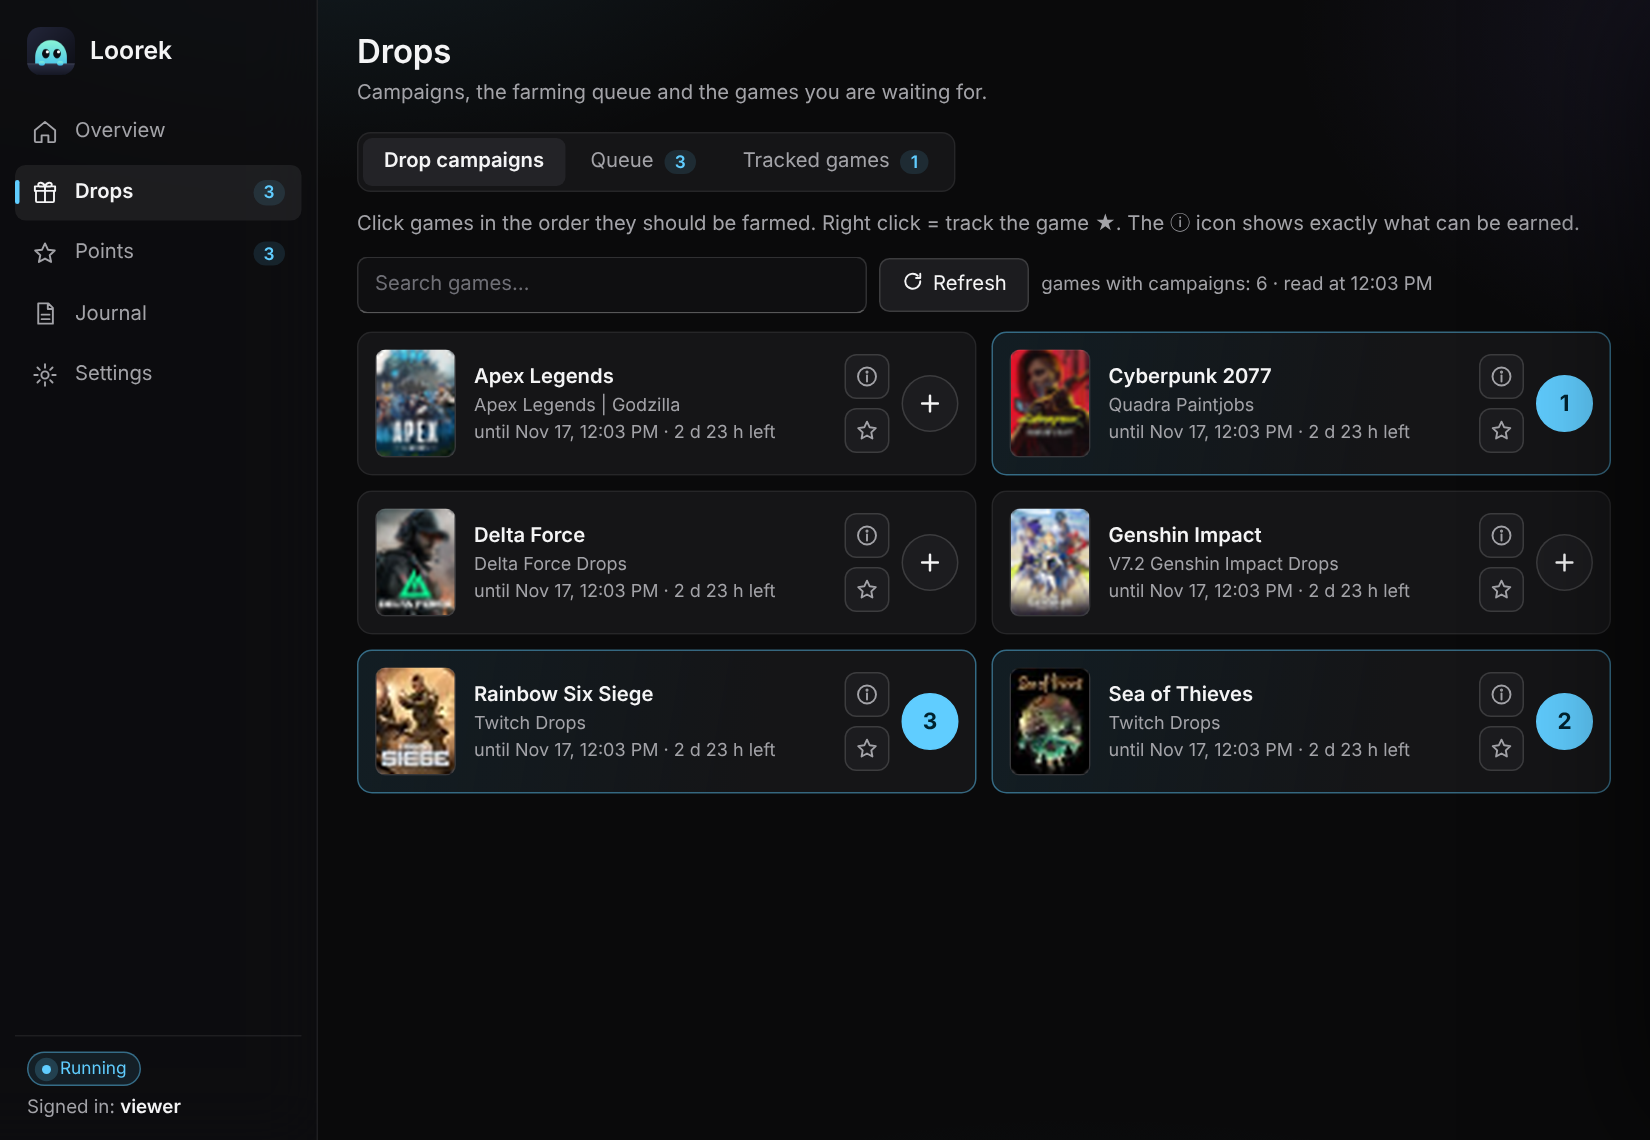 Loorek
Overview
Drops 3
Points 3
Journal
Settings
Running
Signed in: viewer
Drops
Campaigns, the farming queue and the games you are waiting for.
Drop campaigns Queue 3 Tracked games 1
Click games in the order they should be farmed. Right click = track the game ★. The ⓘ icon shows exactly what can be earned.
Search games... Refresh games with campaigns: 6 · read at 12:03 PM
APEX
Apex Legends
Apex Legends | Godzilla
until Nov 17, 12:03 PM · 2 d 23 h left
Cyberpunk 2077
Quadra Paintjobs
until Nov 17, 12:03 PM · 2 d 23 h left
1
DELTA FORCE
Delta Force
Delta Force Drops
until Nov 17, 12:03 PM · 2 d 23 h left
Genshin Impact
V7.2 Genshin Impact Drops
until Nov 17, 12:03 PM · 2 d 23 h left
SIEGE
Rainbow Six Siege
Twitch Drops
until Nov 17, 12:03 PM · 2 d 23 h left
3
Sea of Thieves
Sea of Thieves
Twitch Drops
until Nov 17, 12:03 PM · 2 d 23 h left
2